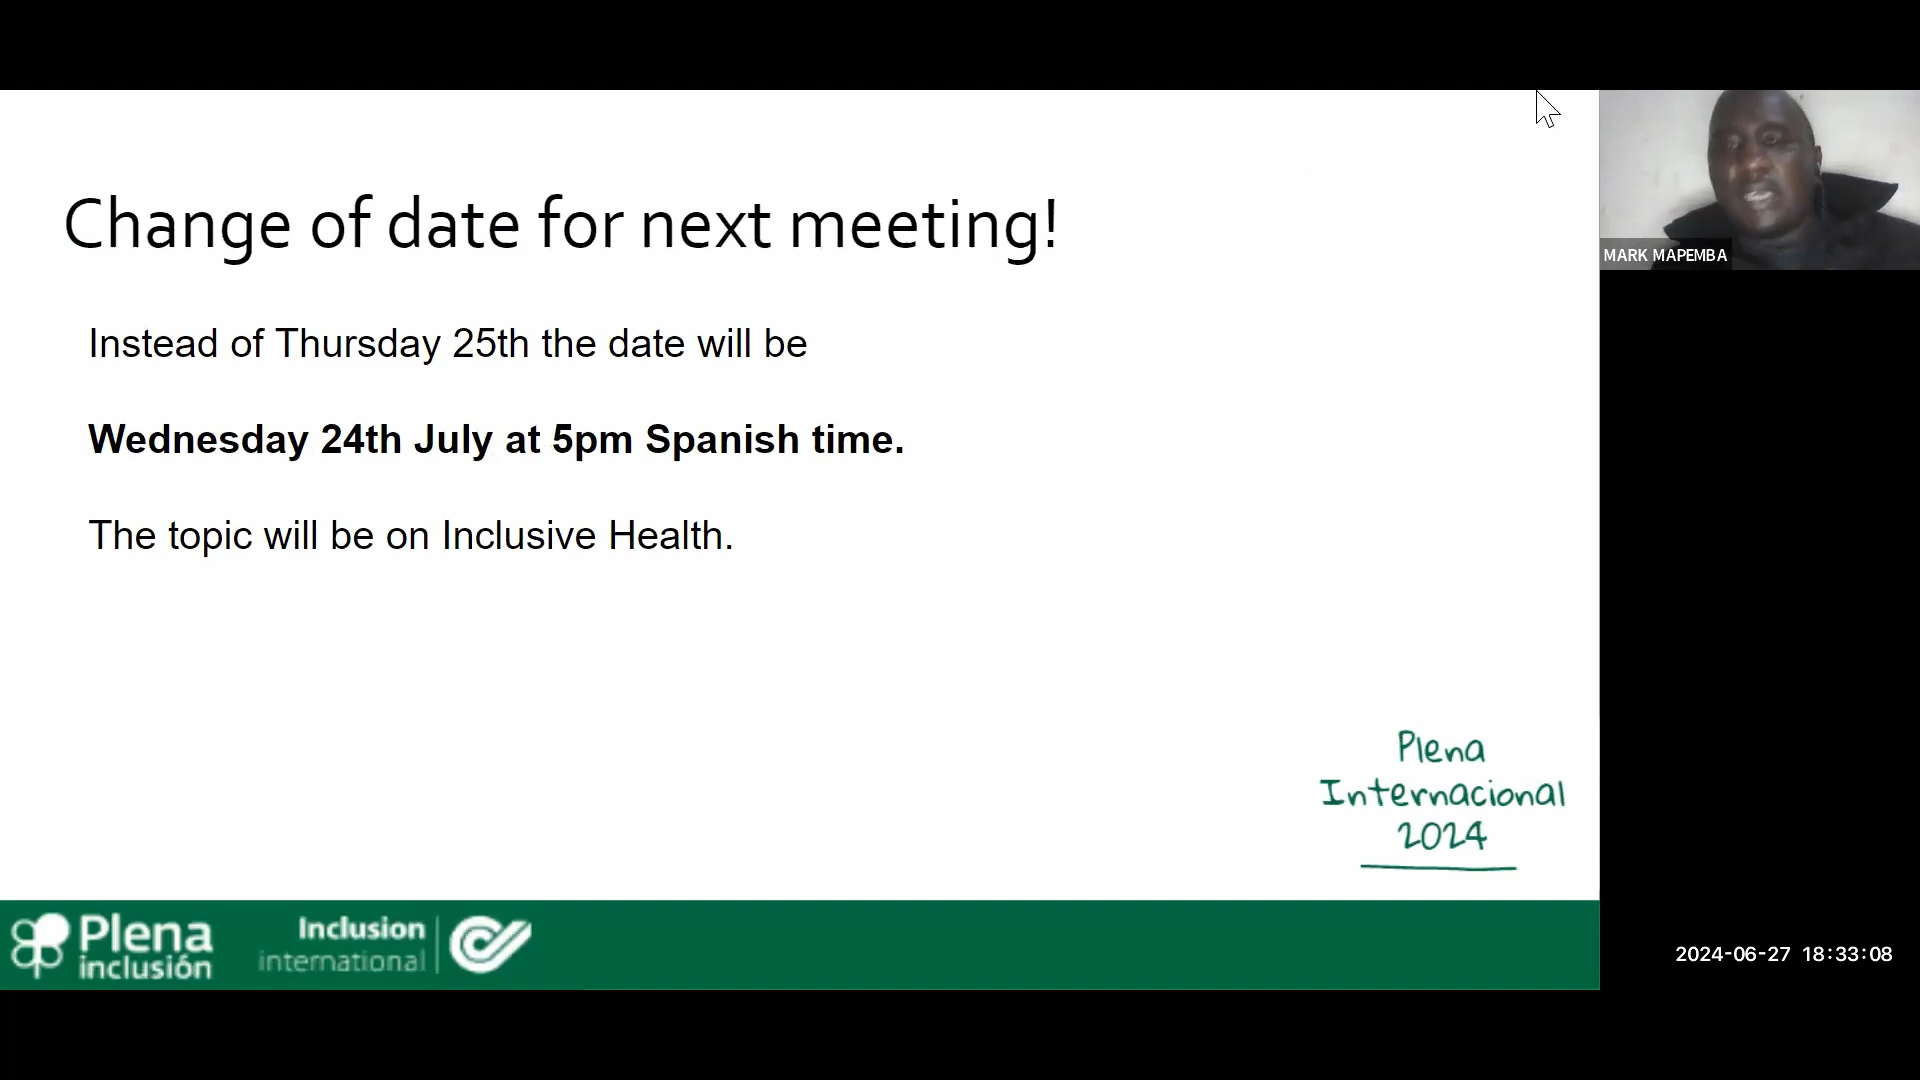 Change of date for next meeting!
Instead of Thursday 25th the date will be
Wednesday 24th July at 5pm Spanish time.
The topic will be on Inclusive Health.
Plena
Internacional
2024
Plena
inclusión
Inclusion
international
MARK MAPEMBA
2024-06-27 18:33:08